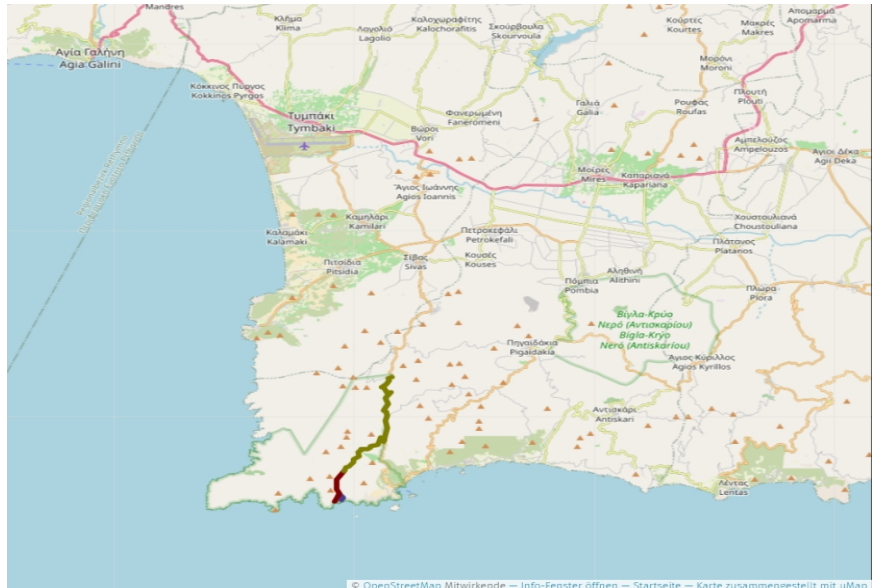 Mandres
Κλήμα
Klima
Λαγολιό
Lagolio
Καλοχωραφίτης
Kalochorafitis
Σκούρβουλα
Skourvoula
Κούρτες
Kourtes
Μακρές
Makres
Απομαρμά
Apomarma
Αγία Γαλήνη
Agia Galini
Μορόνι
Moroni
Κόκκινος Πύργος
Kokkinos Pyrgos
Πλουτή
Plouti
Τυμπάκι
Tymbaki
Φανερωμένη
Faneromeni
Γαλιά
Galia
Ρουφάς
Roufas
Βώροι
Vori
Αμπελούζος
Ampelouzos
Άγιοι Δέκα
Agii Deka
Μοίρες
Mires
Καπαριανά
Kapariana
Άγιος Ιωάννης
Agios Ioannis
Καμηλάρι
Kamilari
Χουστουλιανά
Choustouliana
Καλαμάκι
Kalamaki
Πετροκεφάλι
Petrokefali
Πλάτανος
Platanos
Πιτσίδια
Pitsidia
Σίβας
Sivas
Κουσές
Kouses
Πόμπια
Pombia
Αληθινή
Alithini
Πλώρα
Plora
Βίγλα-Κρύο
Νερό (Αντισκαρίου)
Bigla-Kryo
Nero (Antiskariou)
Πηγαϊδάκια
Pigaidakia
Άγιος Κύριλλος
Agios Kyrillos
Αντισκάρι
Antiskari
Λέντας
Lentas
© OpenStreetMap Mitwirkende — Info-Fenster öffnen — Startseite — Karte zusammengestellt mit uMap